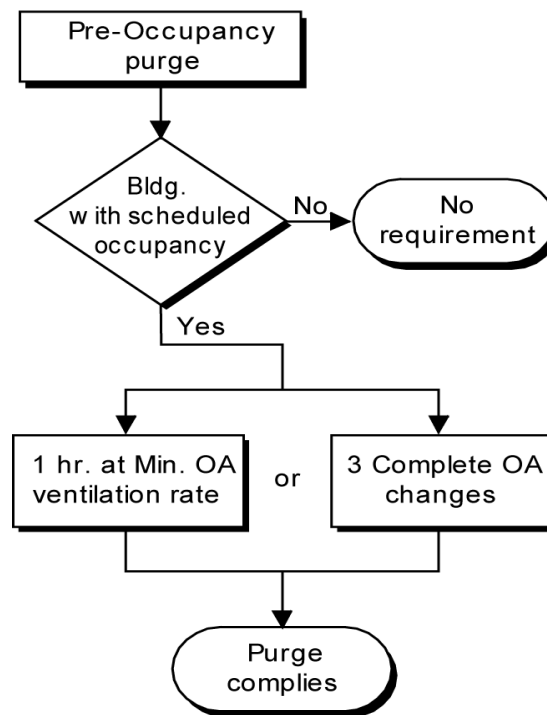 Pre-Occupancy
purge
Bldg.
with scheduled
occupancy
No
No
requirement
Yes
1 hr. at Min. OA
ventilation rate
or
3 Complete OA
changes
Purge
complies